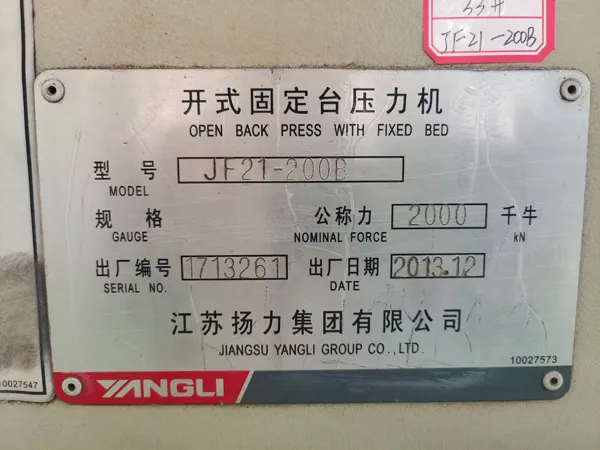 33#
JF21-200B
开式固定台压力机
OPEN BACK PRESS WITH FIXED BED
型号 JF21-200B
MODEL
规格 公称力 2000 千牛
GAUGE NOMINAL FORCE kN
出厂编号 1713261 出厂日期 2013.12
SERIAL NO. DATE
江苏扬力集团有限公司
JIANGSU YANGLI GROUP CO.,LTD.
10027573
10027547
YANGLI